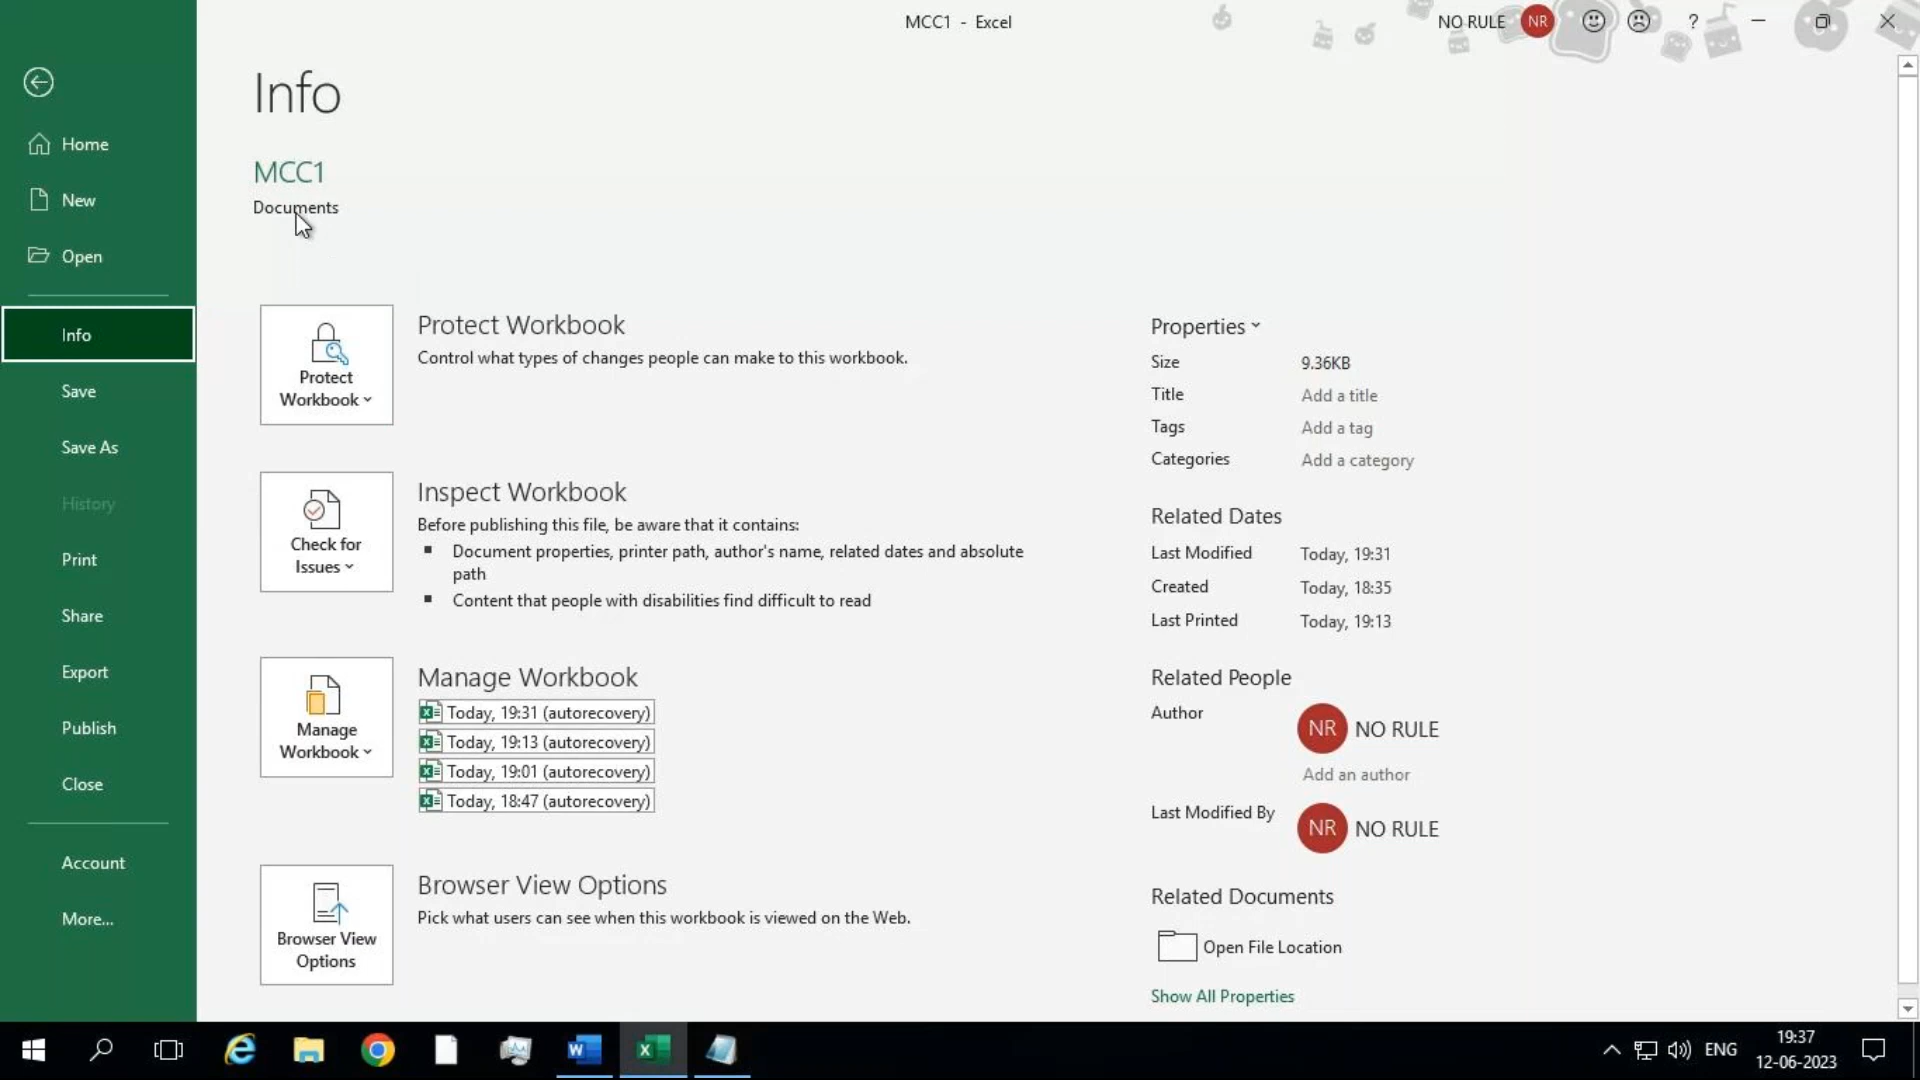 MCC1 - Excel
NO RULE NR ?
Info
MCC1
Documents
Home
New
Open
Info
Save
Save As
History
Print
Share
Export
Publish
Close
Account
More...
Protect
Workbook
Protect Workbook
Control what types of changes people can make to this workbook.
Check for
Issues
Inspect Workbook
Before publishing this file, be aware that it contains:
Document properties, printer path, author's name, related dates and absolute
path
Content that people with disabilities find difficult to read
Manage
Workbook
Manage Workbook
Today, 19:31 (autorecovery)
Today, 19:13 (autorecovery)
Today, 19:01 (autorecovery)
Today, 18:47 (autorecovery)
Browser View
Options
Browser View Options
Pick what users can see when this workbook is viewed on the Web.
Properties
Size 9.36KB
Title Add a title
Tags Add a tag
Categories Add a category
Related Dates
Last Modified Today, 19:31
Created Today, 18:35
Last Printed Today, 19:13
Related People
Author NR NO RULE
Add an author
Last Modified By NR NO RULE
Related Documents
Open File Location
Show All Properties
ENG
19:37
12-06-2023